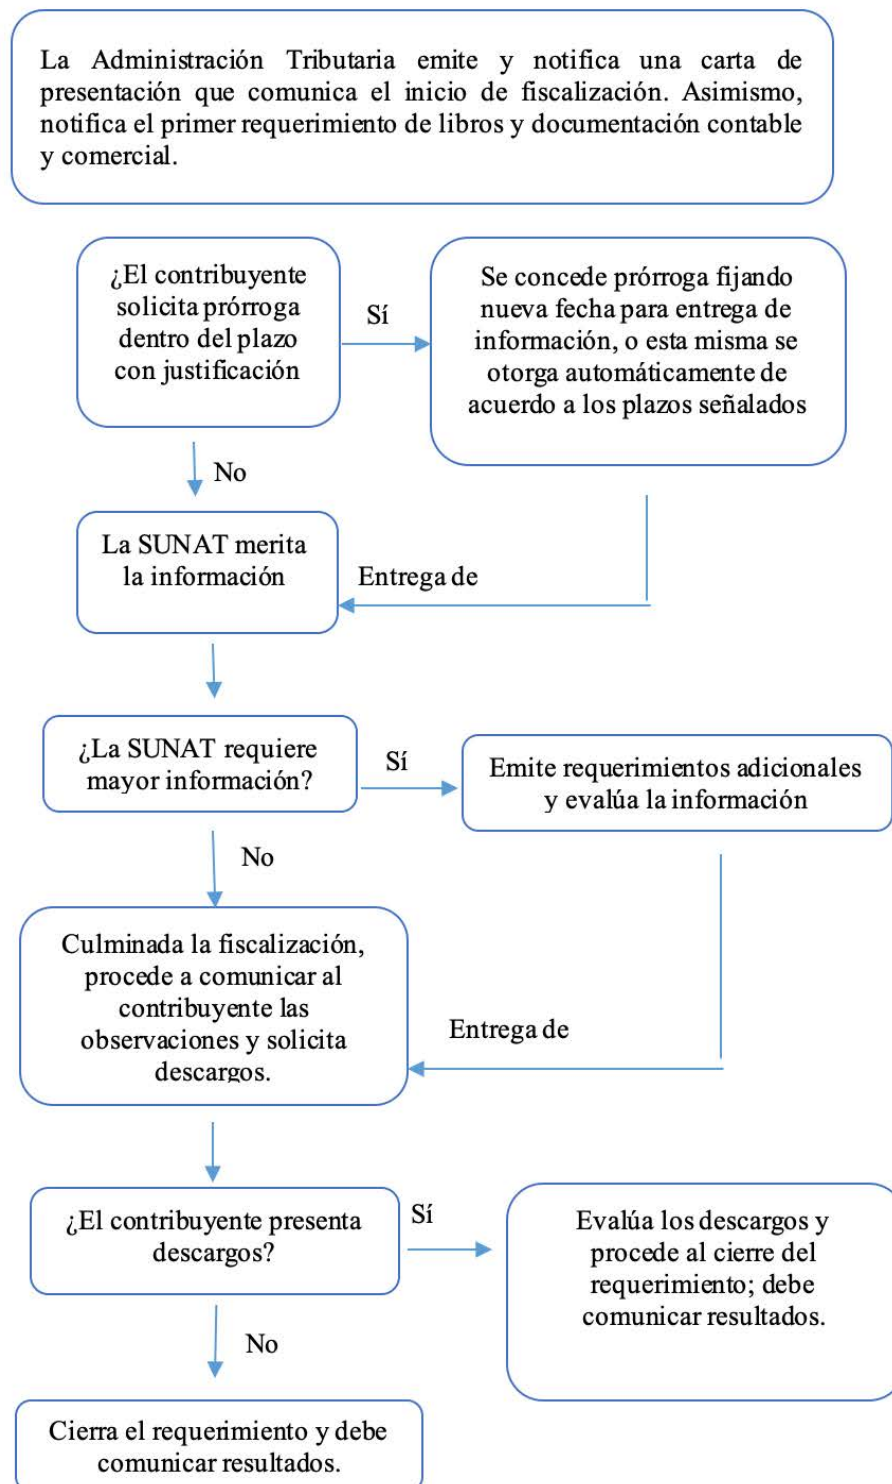 La Administración Tributaria emite y notifica una carta de
presentación que comunica el inicio de fiscalización. Asimismo,
notifica el primer requerimiento de libros y documentación contable
y comercial.
¿El contribuyente
solicita prórroga
dentro del plazo
con justificación
Sí
Se concede prórroga fijando
nueva fecha para entrega de
información, o esta misma se
otorga automáticamente de
acuerdo a los plazos señalados
No
La SUNAT merita
la información
Entrega de
¿La SUNAT requiere
mayor información?
Sí
Emite requerimientos adicionales
y evalúa la información
No
Culminada la fiscalización,
procede a comunicar al
contribuyente las
observaciones y solicita
descargos.
Entrega de
¿El contribuyente presenta
descargos?
Sí
Evalúa los descargos y
procede al cierre del
requerimiento; debe
comunicar resultados.
No
Cierra el requerimiento y debe
comunicar resultados.